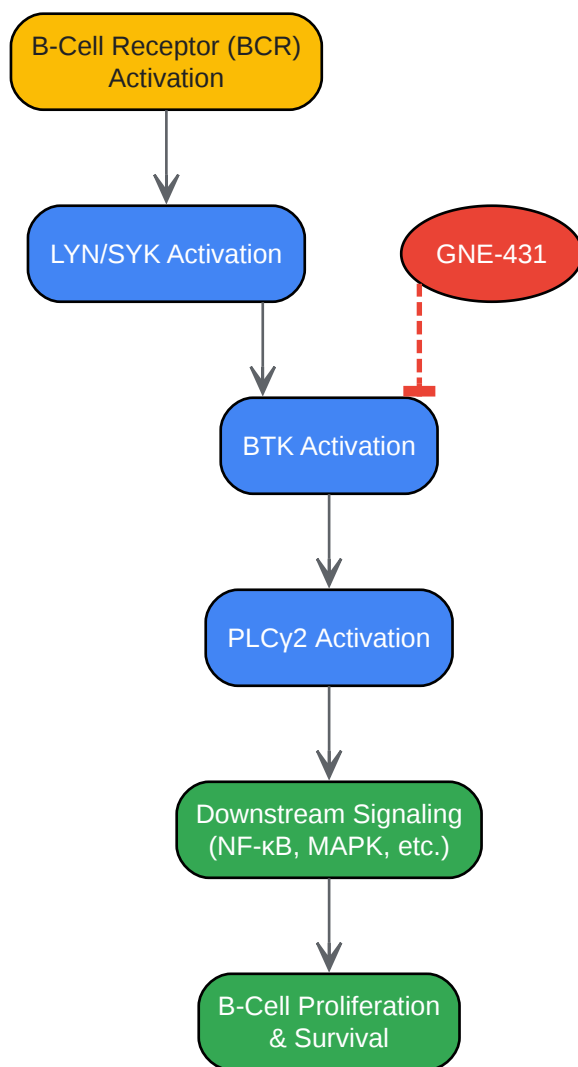 B-Cell Receptor (BCR)
Activation
LYN/SYK Activation
GNE-431
BTK Activation
PLCγ2 Activation
Downstream Signaling
(NF-κB, MAPK, etc.)
B-Cell Proliferation
& Survival